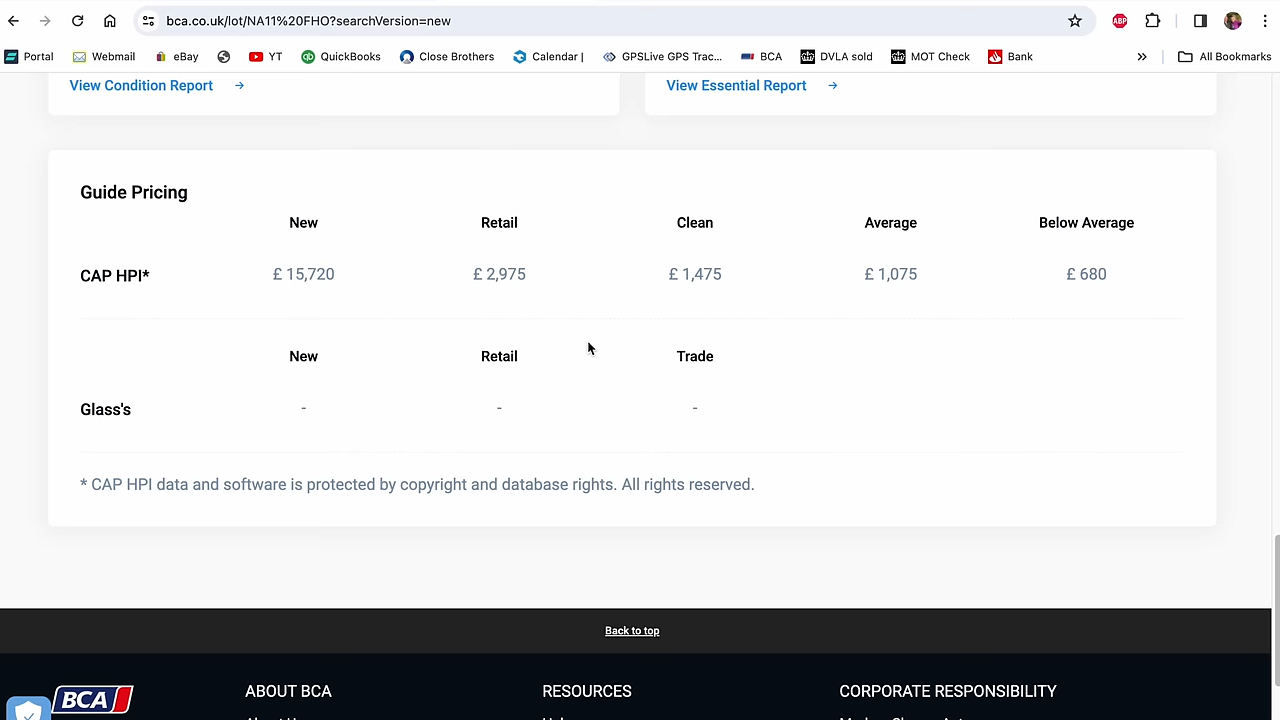 bca.co.uk/lot/NA11%20FHO?searchVersion=new
ABP
Portal Webmail eBay YT QuickBooks Close Brothers Calendar | GPSLive GPS Trac... BCA DVLA sold MOT Check Bank » All Bookmarks
View Condition Report → View Essential Report →
Guide Pricing
New Retail Clean Average Below Average
CAP HPI* £ 15,720 £ 2,975 £ 1,475 £ 1,075 £ 680
New Retail Trade
Glass's - - -
* CAP HPI data and software is protected by copyright and database rights. All rights reserved.
Back to top
BCA ABOUT BCA RESOURCES CORPORATE RESPONSIBILITY